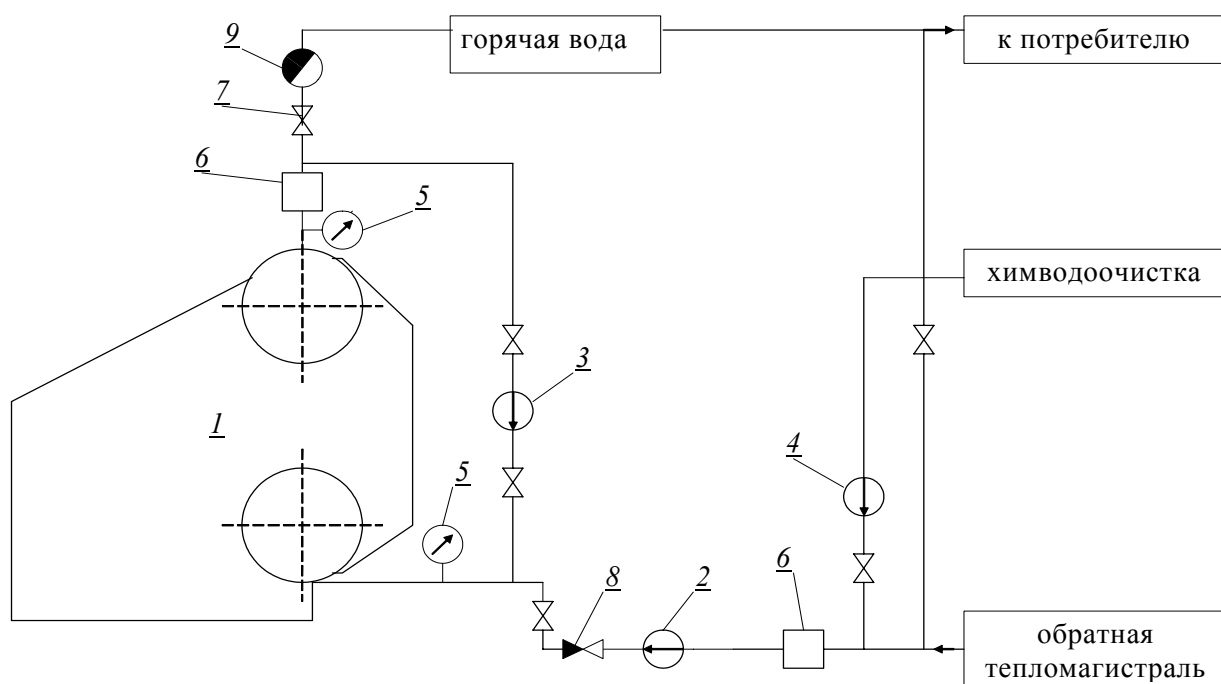 9
горячая вода
к потребителю
7
6
5
химводоочистка
3
1
4
5
8
2
6
обратная
тепломагистраль